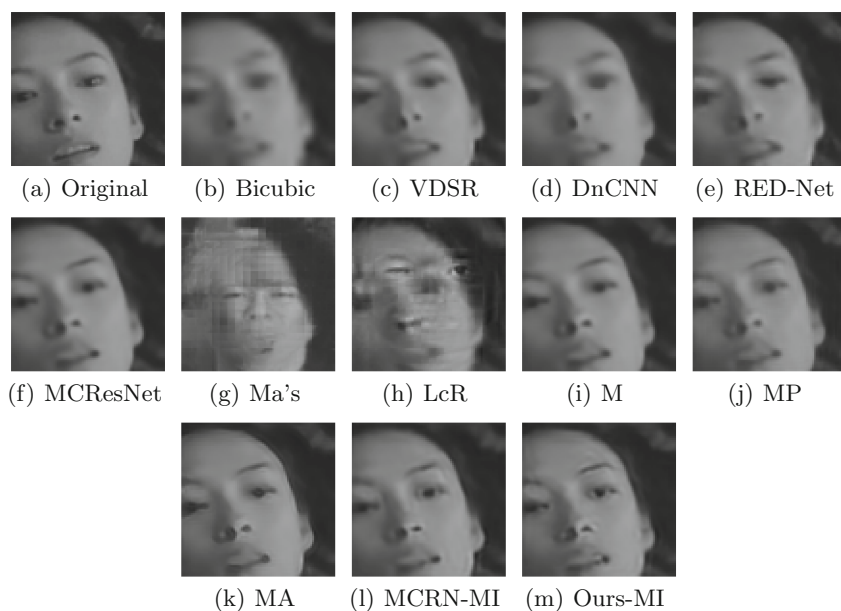 (a) Original (b) Bicubic (c) VDSR (d) DnCNN (e) RED-Net
(f) MCResNet (g) Ma's (h) LcR (i) M (j) MP
(k) MA (l) MCRN-MI (m) Ours-MI